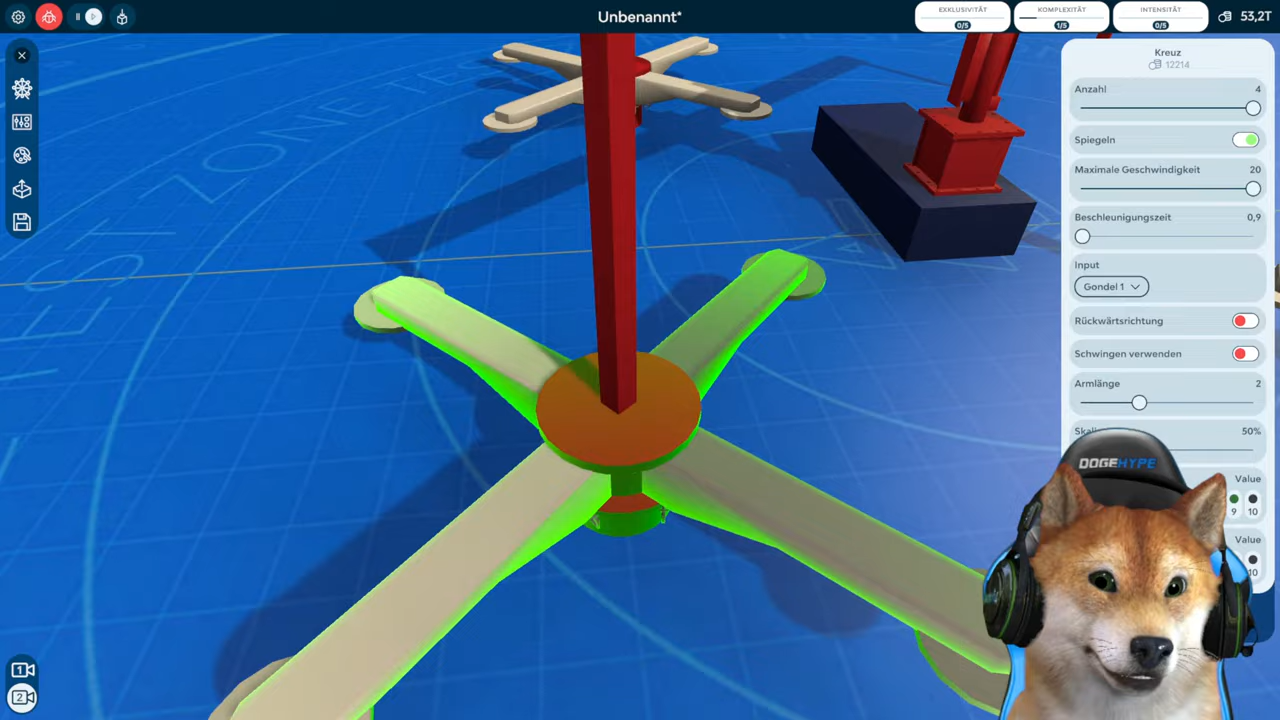 Unbenannt*
EXKLUSIVITÄT
0/5
KOMPLEXITÄT
1/5
INTENSITÄT
0/5
53,2T
Kreuz
12214
Anzahl 4
Spiegeln
Maximale Geschwindigkeit 20
Beschleunigungszeit 0,9
Input
Gondel 1
Rückwärtsrichtung
Schwingen verwenden
Armlänge 2
50%
Value
9 10
Value
10
DOGEHYPE
1
2